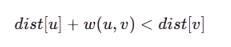 dist[u] + w(u, v) < dist[v]